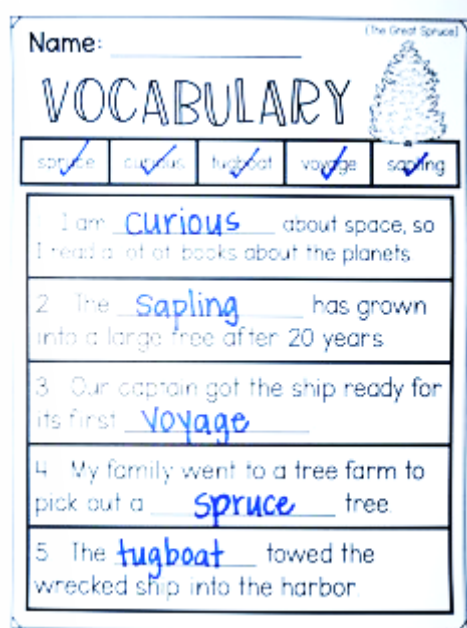 (The Great Spruce)
Name:
VOCABULARY
spruce curious tugboat voyage sapling
1. I am curious about space, so
I read a lot of books about the planets
2. The Sapling has grown
into a large tree after 20 years
3. Our captain got the ship ready for
its first Voyage
4. My family went to a tree farm to
pick out a spruce tree.
5. The tugboat towed the
wrecked ship into the harbor.